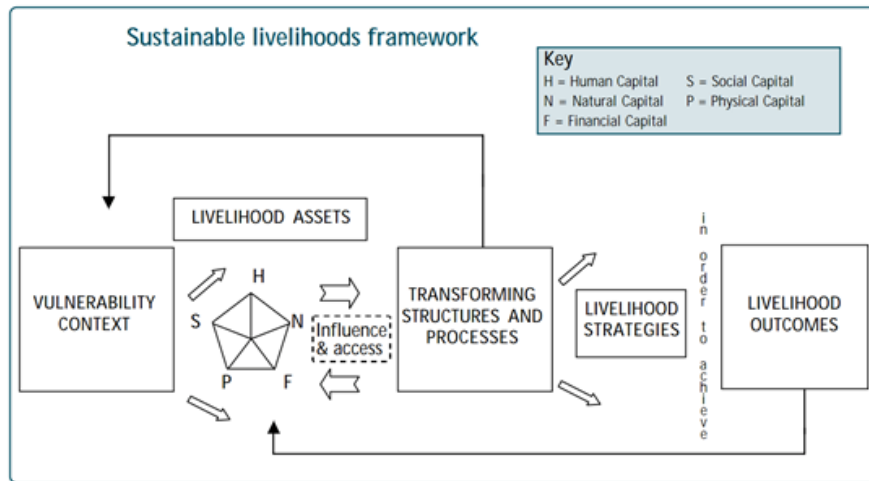 Sustainable livelihoods framework
Key
H = Human Capital S = Social Capital
N = Natural Capital P = Physical Capital
F = Financial Capital
LIVELIHOOD ASSETS
VULNERABILITY
CONTEXT
H
S
N
P
F
Influence
& access
TRANSFORMING
STRUCTURES AND
PROCESSES
LIVELIHOOD
STRATEGIES
in order to achieve
LIVELIHOOD
OUTCOMES